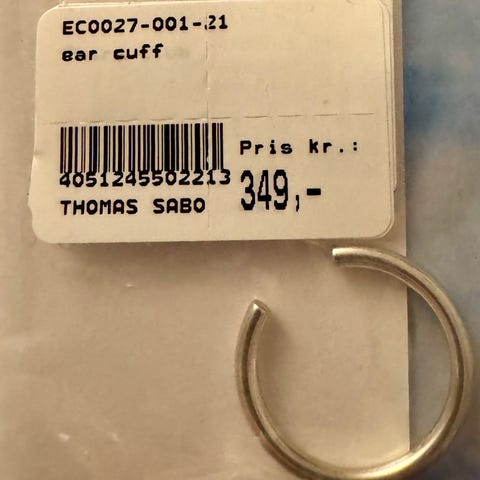 EC0027-001-21
ear cuff
Pris kr.:
4051245502213
THOMAS SABO
349,-